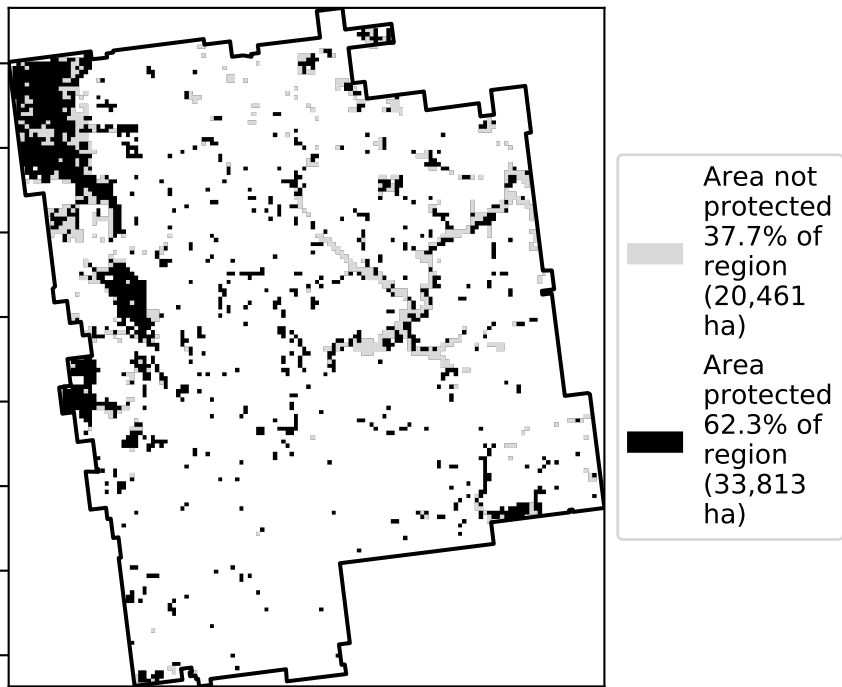 Area not
protected
37.7% of
region
(20,461
ha)
Area
protected
62.3% of
region
(33,813
ha)